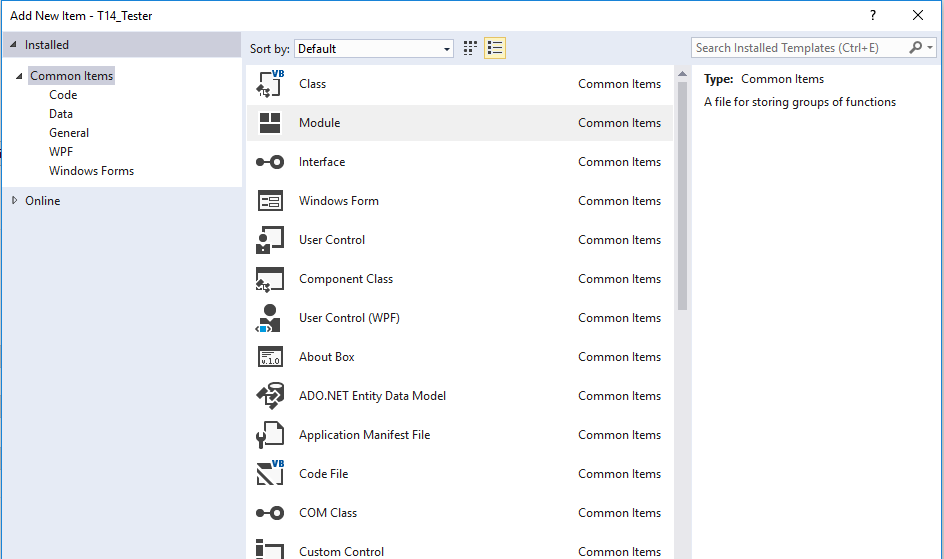 Add New Item - T14_Tester ?
Installed
Common Items
Code
Data
General
WPF
Windows Forms
Online
Sort by: Default
VB Class Common Items
Module Common Items
Interface Common Items
Windows Form Common Items
User Control Common Items
Component Class Common Items
User Control (WPF) Common Items
v.1.0 About Box Common Items
ADO.NET Entity Data Model Common Items
Application Manifest File Common Items
VB Code File Common Items
COM Class Common Items
Custom Control Common Items
Search Installed Templates (Ctrl+E)
Type: Common Items
A file for storing groups of functions